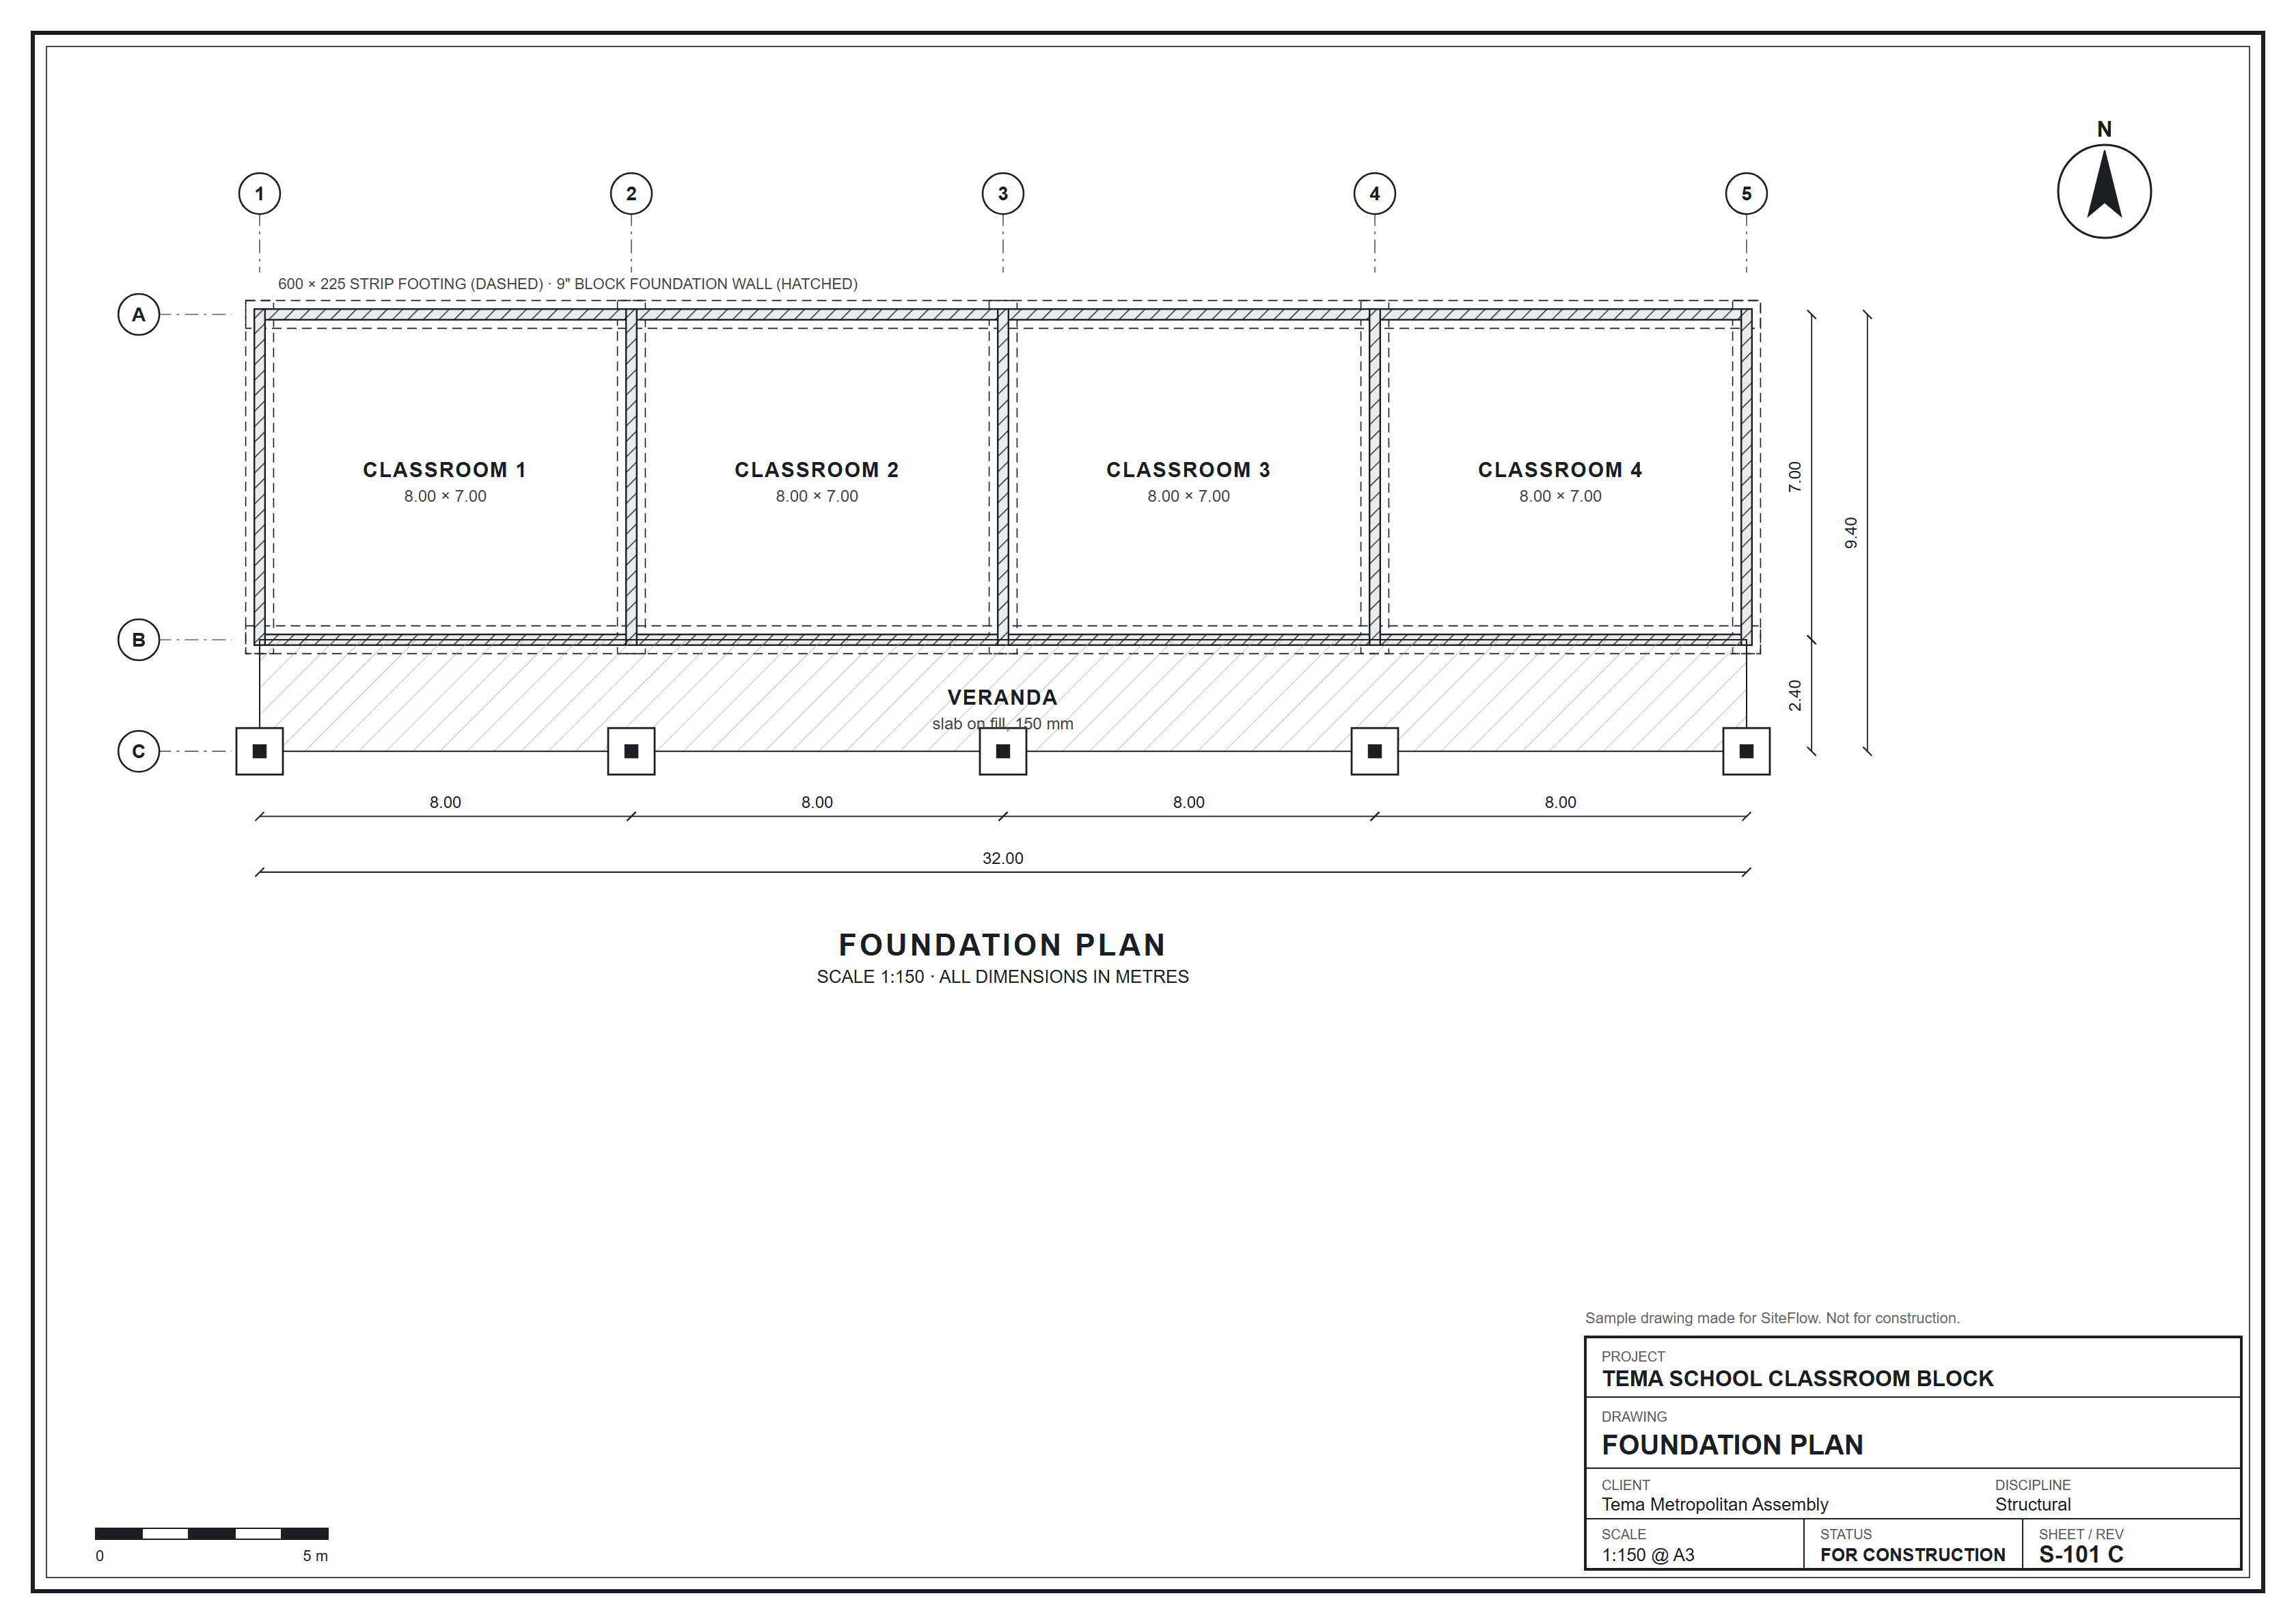 N
1
2
3
4
5
600 × 225 STRIP FOOTING (DASHED) · 9" BLOCK FOUNDATION WALL (HATCHED)
A
CLASSROOM 1
8.00 × 7.00
CLASSROOM 2
8.00 × 7.00
CLASSROOM 3
8.00 × 7.00
CLASSROOM 4
8.00 × 7.00
7.00
9.40
B
VERANDA
slab on fill, 150 mm
2.40
C
8.00
8.00
8.00
8.00
32.00
FOUNDATION PLAN
SCALE 1:150 · ALL DIMENSIONS IN METRES
Sample drawing made for SiteFlow. Not for construction.
PROJECT
TEMA SCHOOL CLASSROOM BLOCK
DRAWING
FOUNDATION PLAN
CLIENT
Tema Metropolitan Assembly
DISCIPLINE
Structural
SCALE
1:150 @ A3
STATUS
FOR CONSTRUCTION
SHEET / REV
S-101 C
0
5 m